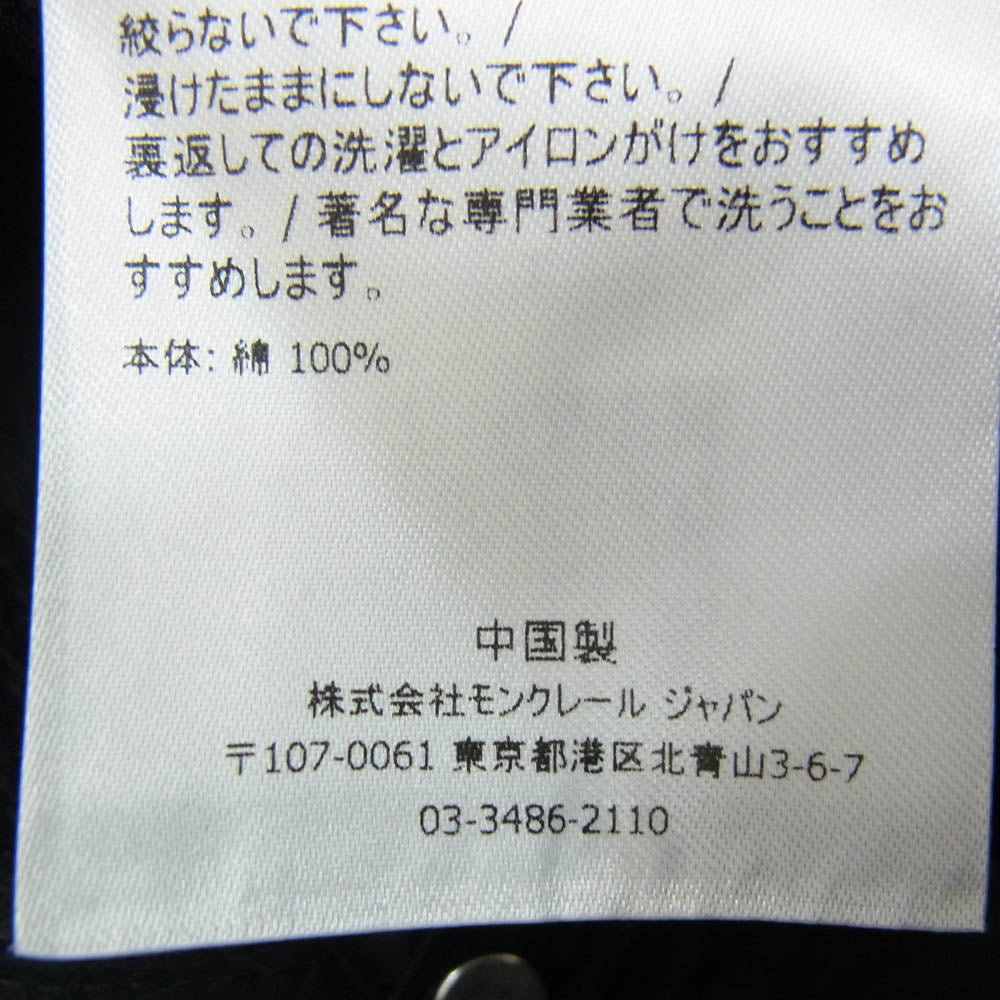 絞らないで下さい。/
浸けたままにしないで下さい。/
裏返しての洗濯とアイロンがけをおすすめ
します。/ 著名な専門業者で洗うことをお
すすめします。
本体: 綿 100%
中国製
株式会社モンクレール ジャパン
〒107-0061 東京都港区北青山3-6-7
03-3486-2110